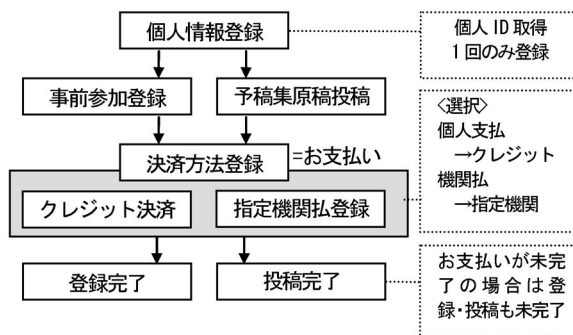 個人情報登録
個人 ID 取得
1 回のみ登録
事前参加登録
予稿集原稿投稿
決済方法登録
=お支払い
〈選択〉
個人支払
→クレジット
機関払
→指定機関
クレジット決済
指定機関払登録
登録完了
投稿完了
お支払いが未完
了の場合は登
録・投稿も未完了